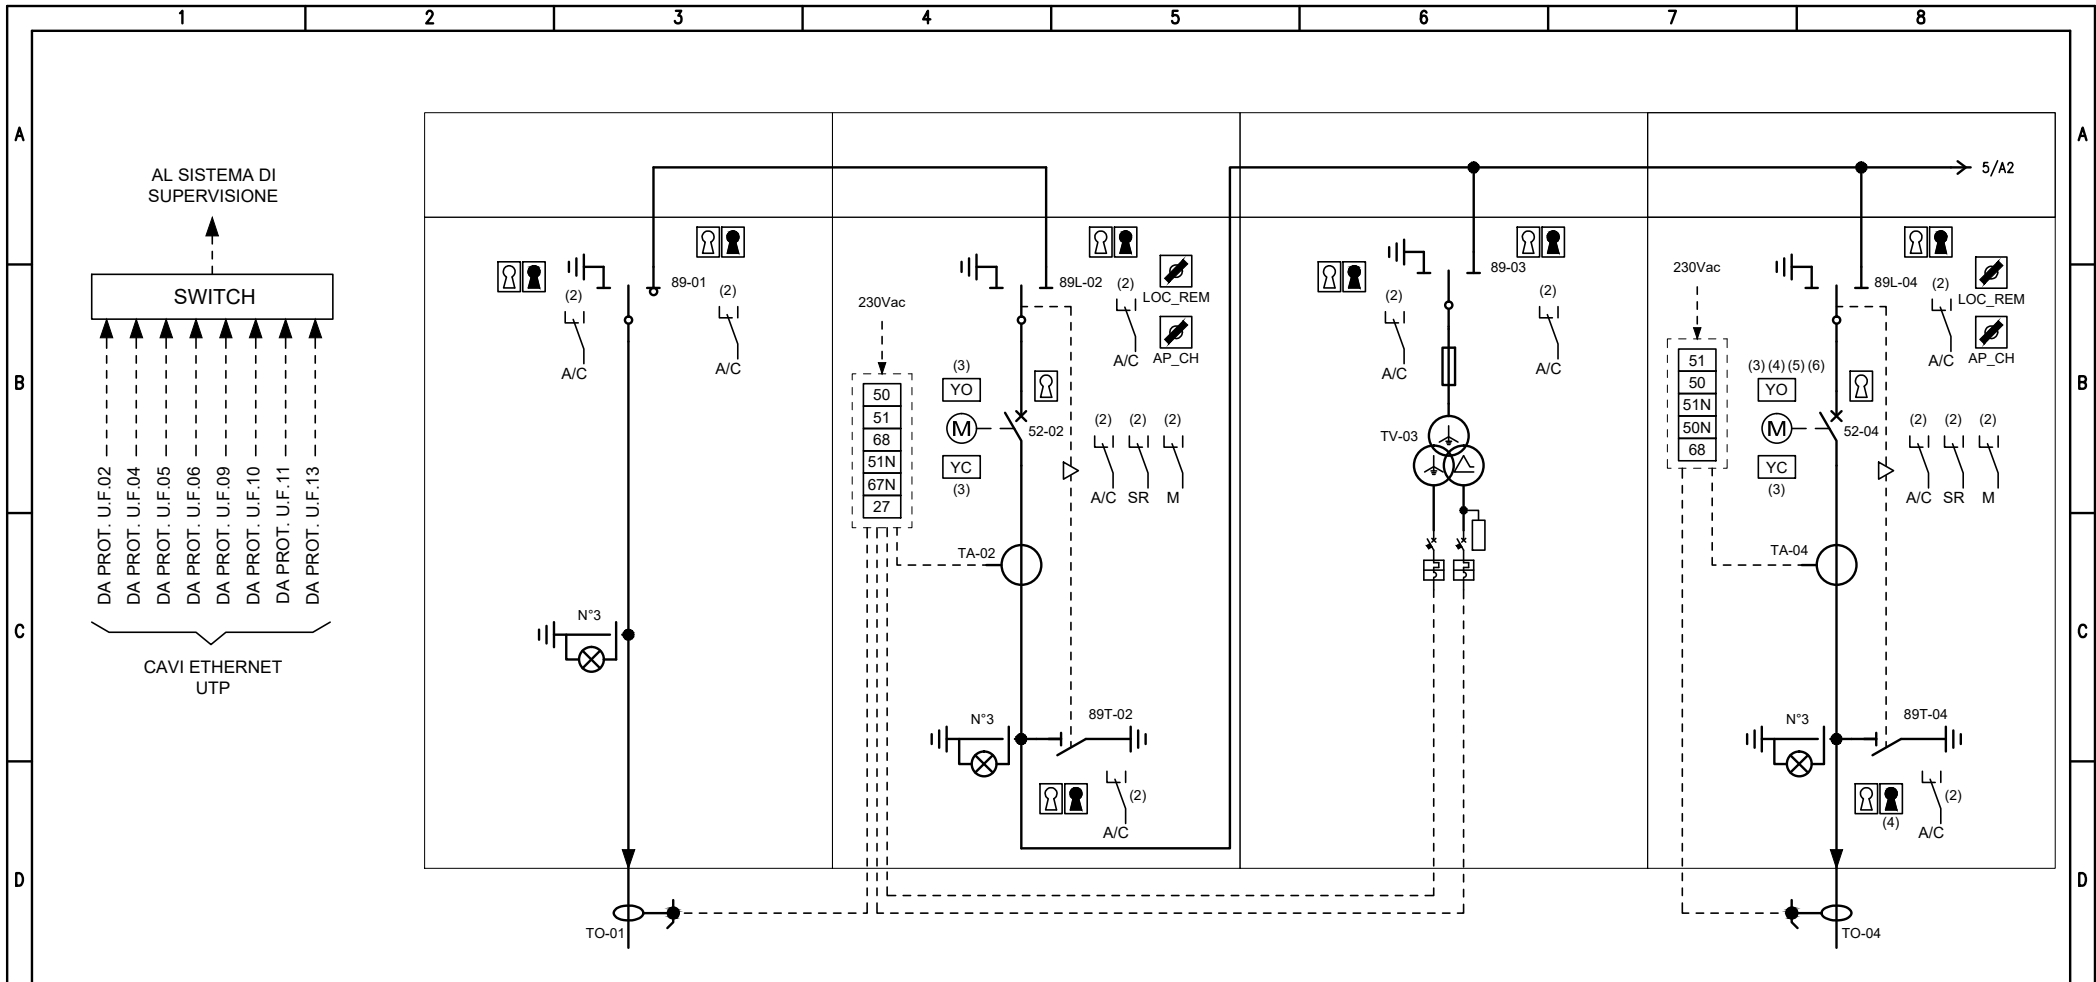 1 2 3 4 5 6 7 8
A A
B B
C C
D D
AL SISTEMA DI
SUPERVISIONE
SWITCH
DA PROT. U.F.02
DA PROT. U.F.04
DA PROT. U.F.05
DA PROT. U.F.06
DA PROT. U.F.09
DA PROT. U.F.10
DA PROT. U.F.11
DA PROT. U.F.13
CAVI ETHERNET
UTP
89-01
(2)
A/C
(2)
A/C
N°3
TO-01
230Vac
50
51
68
51N
67N
27
89L-02
(2)
A/C
LOC_REM
AP_CH
(3)
YO
M
YC
(3)
52-02
(2) (2) (2)
A/C SR M
TA-02
N°3
89T-02
(2)
A/C
89-03
(2)
A/C
(2)
A/C
TV-03
5/A2
230Vac
51
50
51N
50N
68
89L-04
(2)
A/C
LOC_REM
AP_CH
(3) (4) (5) (6)
YO
M
YC
(3)
52-04
(2) (2) (2)
A/C SR M
TA-04
N°3
89T-04
(4)
(2)
A/C
TO-04